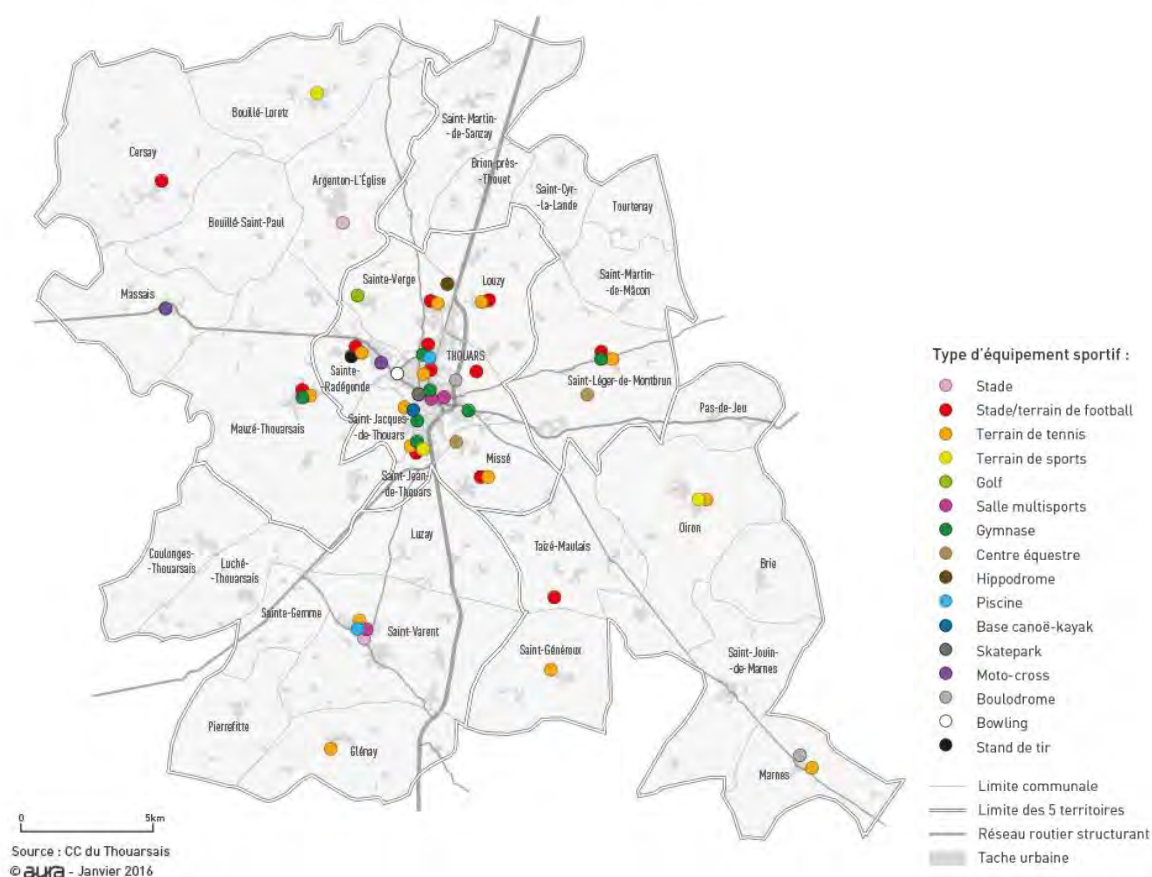 Bouillé-Loretz
Saint-Martin-
-de-Sanzay
Cersay
Brion-près-
-Thouet
Argenton-L'Église
Saint-Cyr-
-la-Lande
Tourtenay
Bouillé-Saint-Paul
Saint-Martin-
-de-Mâcon
Sainte-Verge
Louzy
Massais
THOUARS
Sainte-
-Radégonde
Saint-Léger-de-Montbrun
Pas-de-Jeu
Mauzé-Thouarsais
Saint-Jacques-
-de-Thouars
Missé
Saint-Jean-
-de-Thouars
Oiron
Luzay
Taizé-Maulais
Coulonges-
-Thouarsais
Luché-
-Thouarsais
Brie
Sainte-Gemme
Saint-Varent
Saint-Généroux
Saint-Jouin-
-de-Marnes
Pierrefitte
Glénay
Marnes
Type d'équipement sportif :
Stade
Stade/terrain de football
Terrain de tennis
Terrain de sports
Golf
Salle multisports
Gymnase
Centre équestre
Hippodrome
Piscine
Base canoë-kayak
Skatepark
Moto-cross
Boulodrome
Bowling
Stand de tir
Limite communale
Limite des 5 territoires
Réseau routier structurant
Tache urbaine
0 5km
Source : CC du Thouarsais
© aura - Janvier 2016